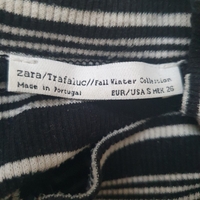 zara/Trafaluc//Fall Winter Collection
Made in Portugal
EUR/USA S MEX 26